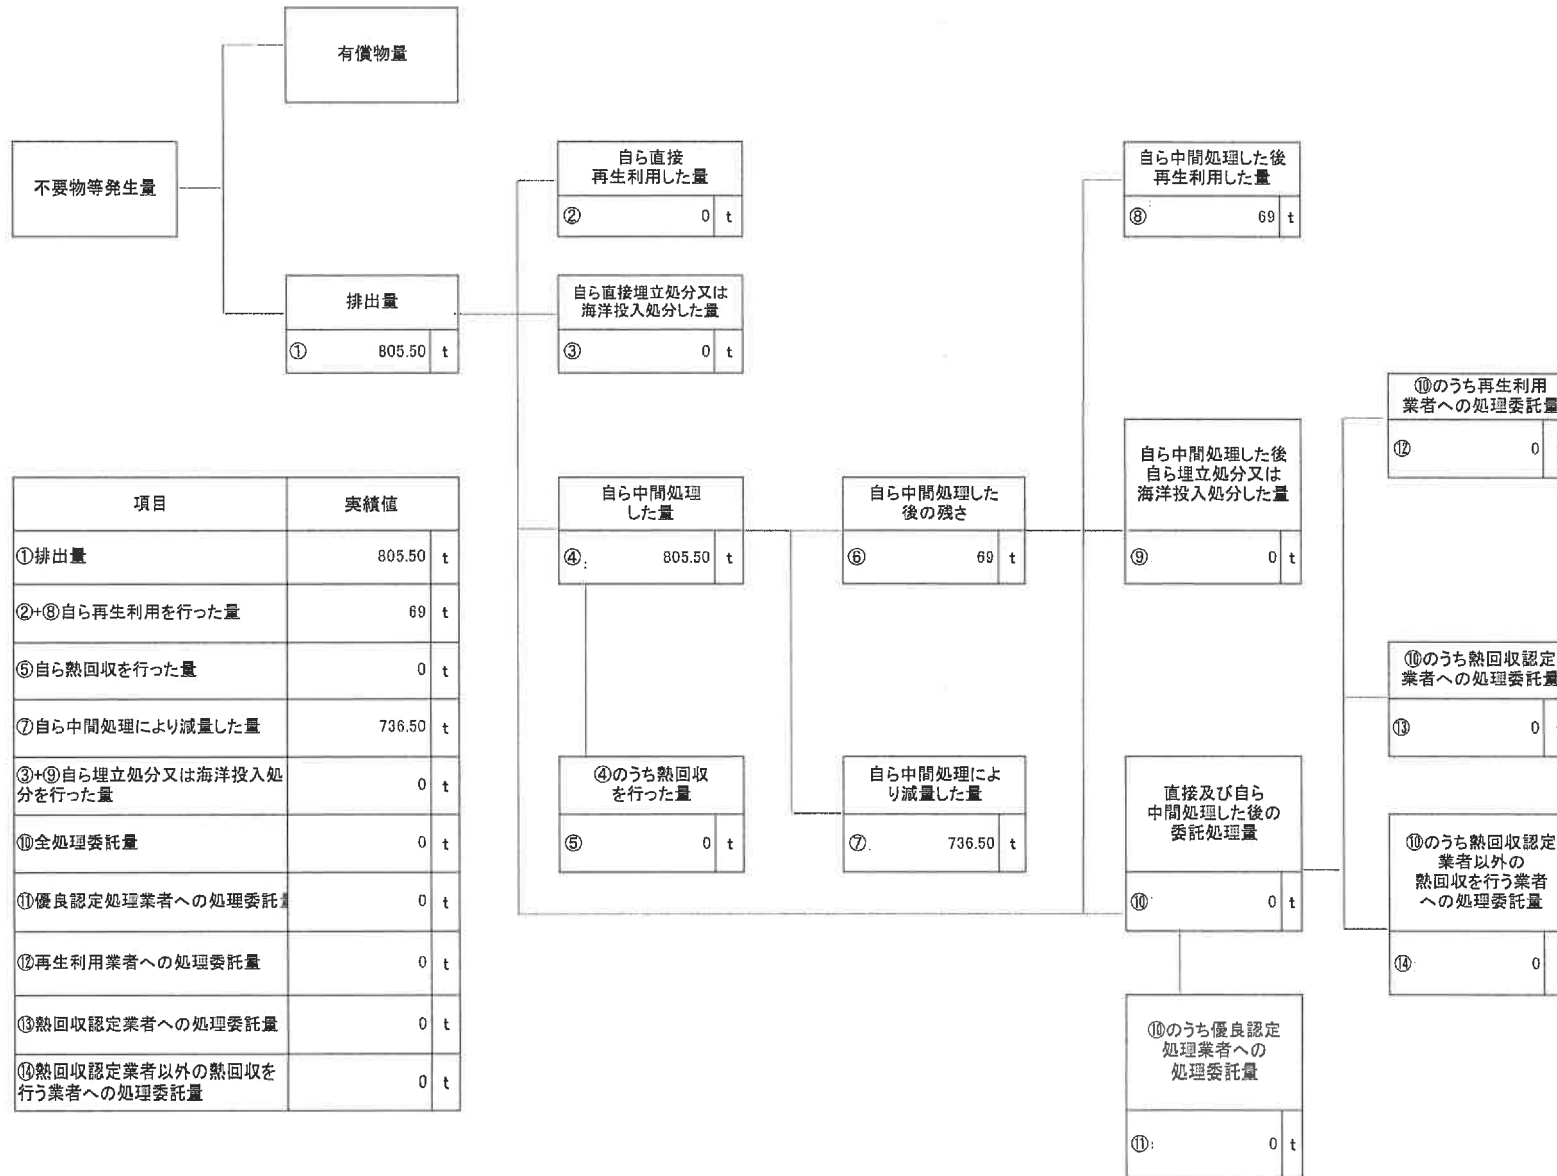 有償物量
不要物等発生量
排出量
① 805.50 t
自ら直接
再生利用した量
② 0 t
自ら直接埋立処分又は
海洋投入処分した量
③ 0 t
自ら中間処理
した量
④ 805.50 t
④のうち熱回収
を行った量
⑤ 0 t
自ら中間処理した
後の残さ
⑥ 69 t
自ら中間処理によ
り減量した量
⑦ 736.50 t
自ら中間処理した後
再生利用した量
⑧ 69 t
自ら中間処理した後
自ら埋立処分又は
海洋投入処分した量
⑨ 0 t
直接及び自ら
中間処理した後の
委託処理量
⑩ 0 t
⑩のうち優良認定
処理業者への
処理委託量
⑪ 0 t
⑩のうち再生利用
業者への処理委託量
⑫ 0
⑩のうち熱回収認定
業者への処理委託量
⑬ 0
⑩のうち熱回収認定
業者以外の
熱回収を行う業者
への処理委託量
⑭ 0
項目 実績値
①排出量 805.50 t
②+⑧自ら再生利用を行った量 69 t
⑤自ら熱回収を行った量 0 t
⑦自ら中間処理により減量した量 736.50 t
③+⑨自ら埋立処分又は海洋投入処
分を行った量 0 t
⑩全処理委託量 0 t
⑪優良認定処理業者への処理委託量 0 t
⑫再生利用業者への処理委託量 0 t
⑬熱回収認定業者への処理委託量 0 t
⑭熱回収認定業者以外の熱回収を
行う業者への処理委託量 0 t